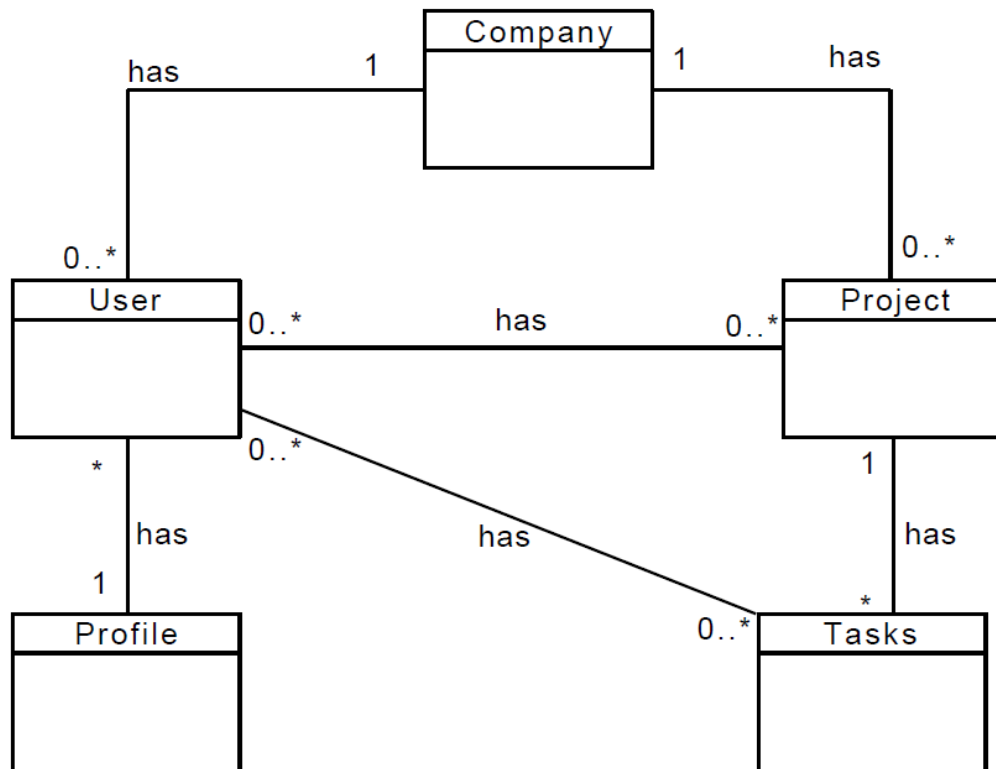 Company
1
1
has
has
0..*
0..*
User
Project
0..*
has
0..*
0..*
*
1
has
has
has
1
0..*
*
Profile
Tasks